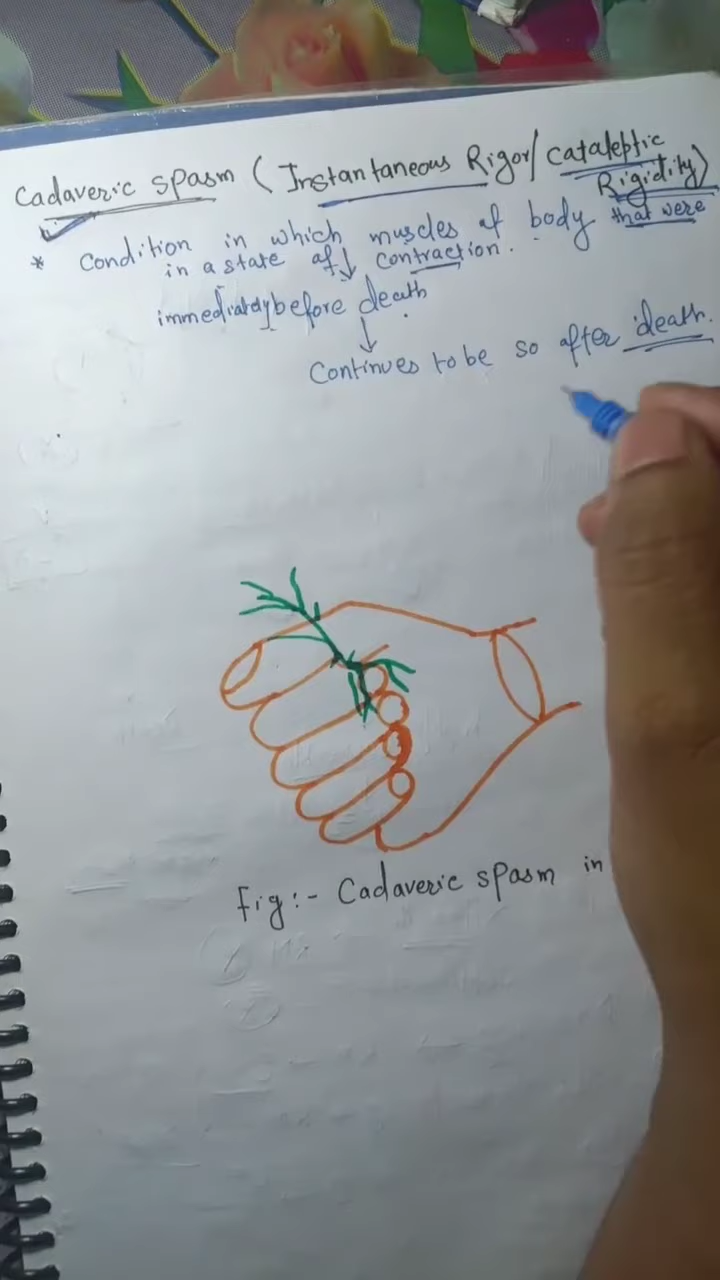 Cadaveric spasm (Instantaneous Rigor/Cataleptic
Rigidity)
* Condition in which muscles of body that were
in a state of contraction.
immediately before death
Continues to be so after death.
Fig:- Cadaveric spasm in